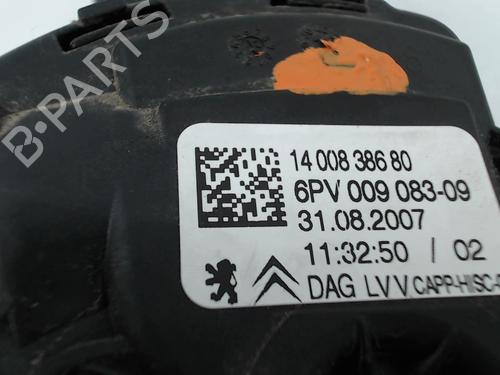 B-PARTS
14 008 386 80
6PV 009 083-09
31.08.2007
11:32:50 / 02
DAG LV V CAPP-HISC-